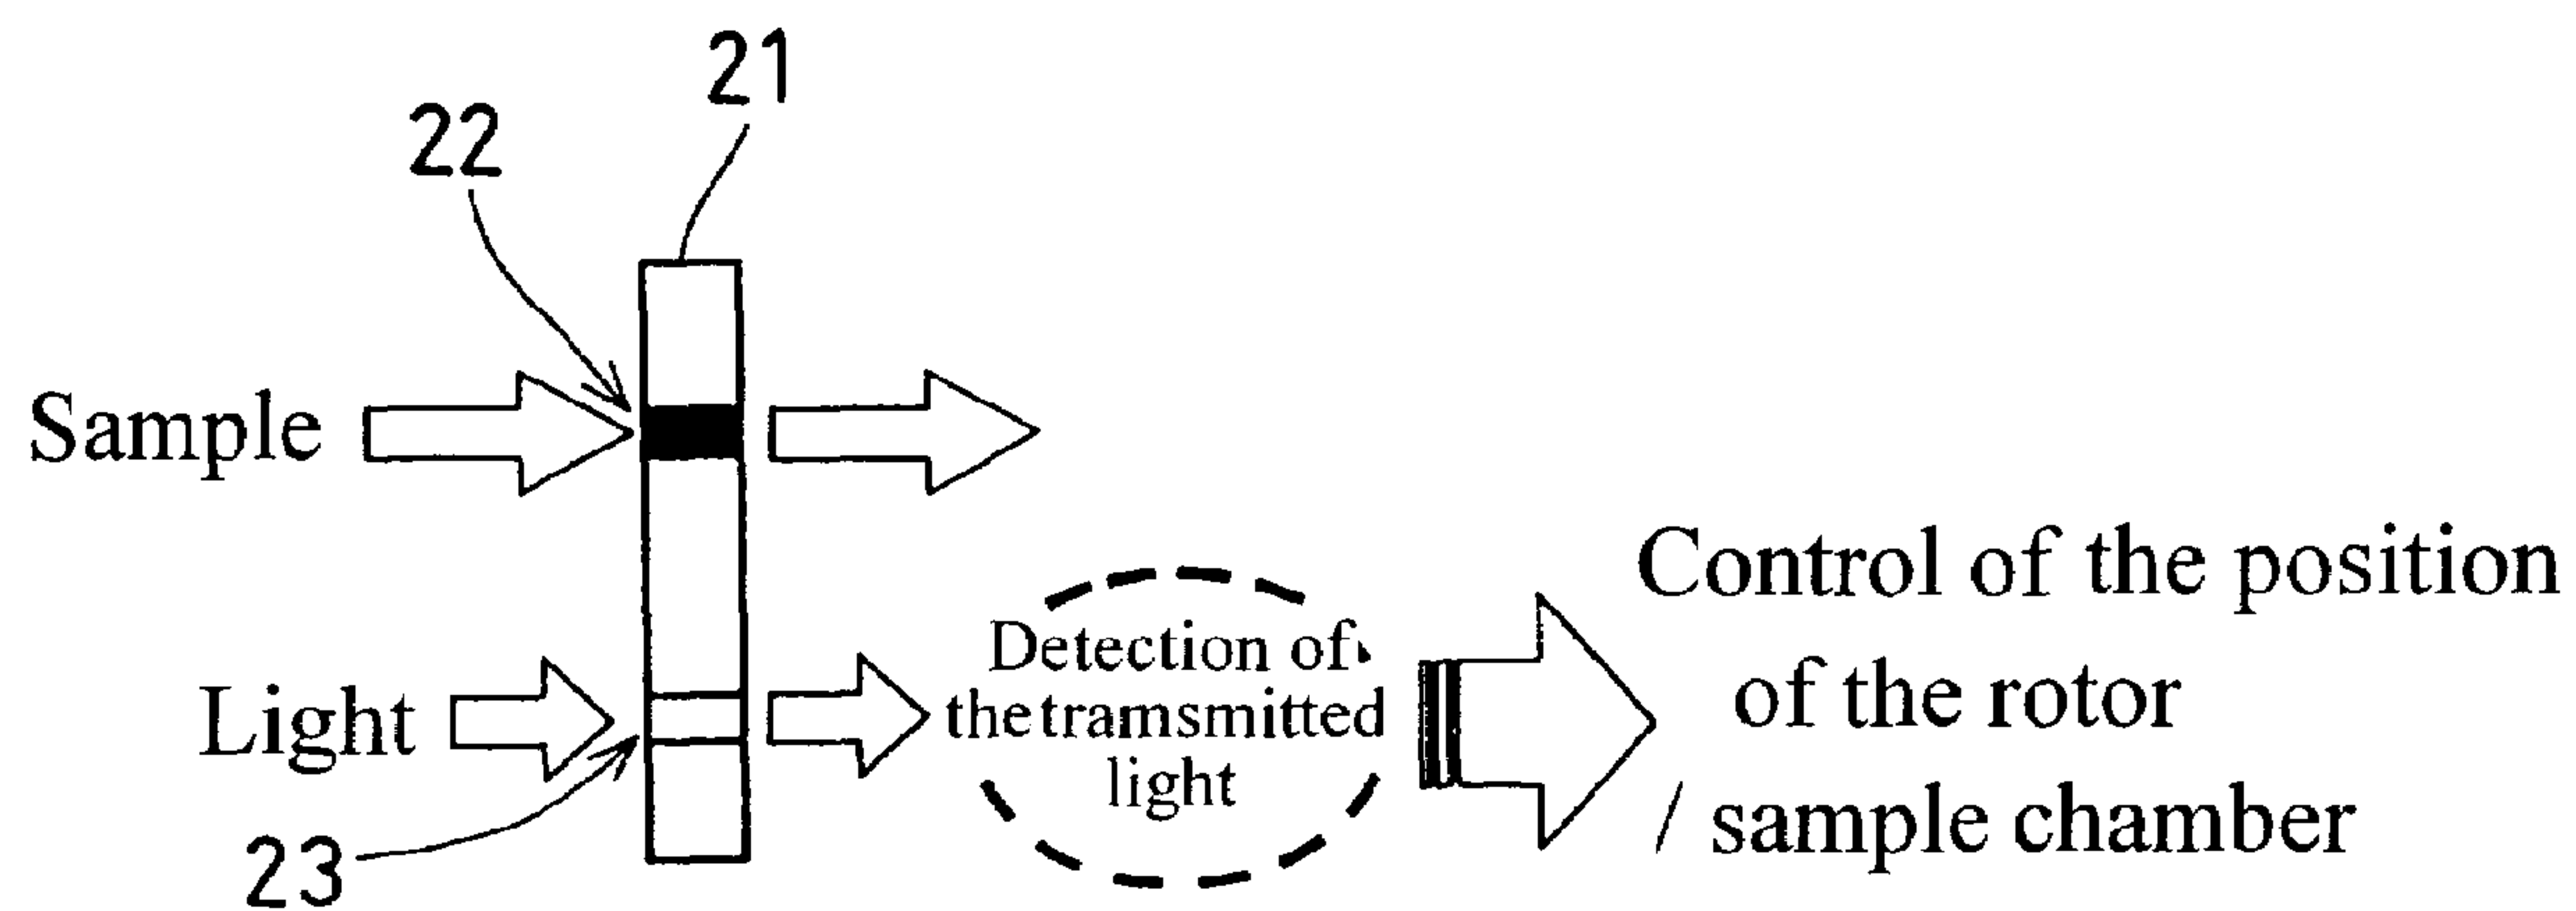 21
22
Sample
Light
23
Detection of
the tramsmitted
light
Control of the position
of the rotor
/ sample chamber